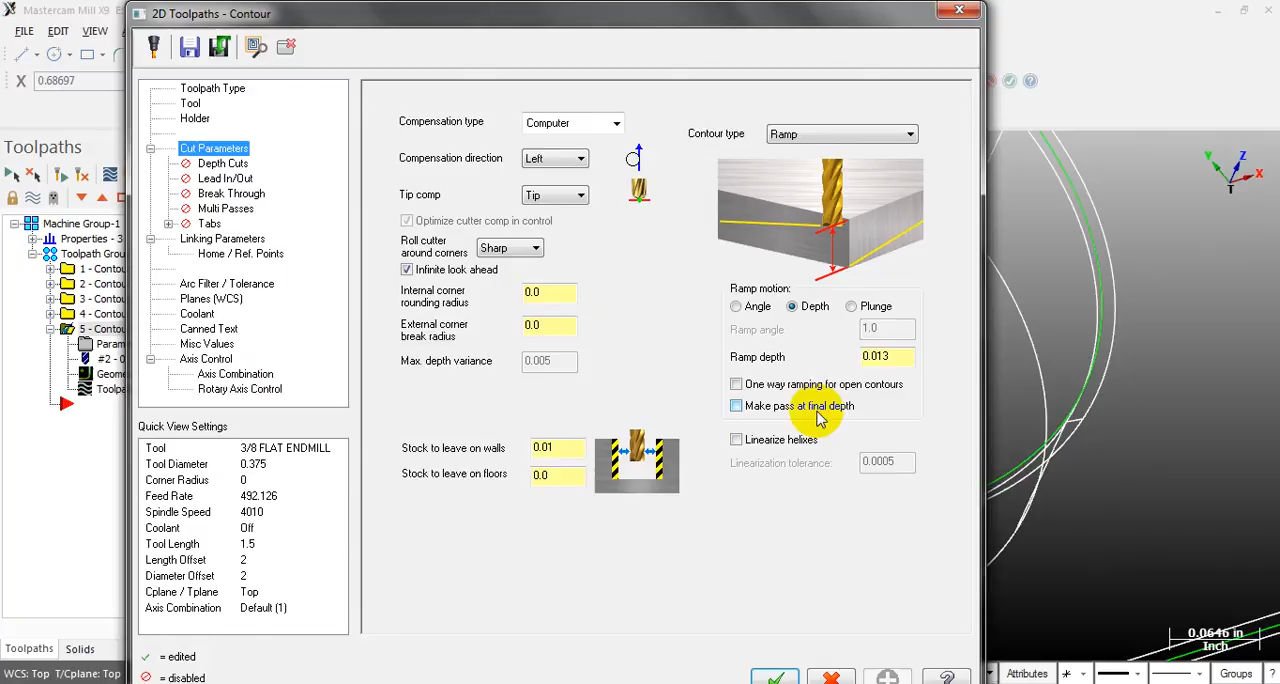 Mastercam Mill X9
2D Toolpaths - Contour
FILE EDIT VIEW
X 0.68697
Toolpaths
Machine Group-1
Properties - 3
Toolpath Grou
1 - Contou
2 - Contou
3 - Contou
4 - Contou
5 - Contou
Param
#2 - 0
Geome
Toolpa
Toolpaths Solids
WCS: Top T/Cplane: Top
Toolpath Type
Tool
Holder
Cut Parameters
Depth Cuts
Lead In/Out
Break Through
Multi Passes
Tabs
Linking Parameters
Home / Ref. Points
Arc Filter / Tolerance
Planes (WCS)
Coolant
Canned Text
Misc Values
Axis Control
Axis Combination
Rotary Axis Control
Quick View Settings
Tool 3/8 FLAT ENDMILL
Tool Diameter 0.375
Corner Radius 0
Feed Rate 492.126
Spindle Speed 4010
Coolant Off
Tool Length 1.5
Length Offset 2
Diameter Offset 2
Cplane / Tplane Top
Axis Combination Default (1)
= edited
= disabled
Compensation type Computer
Compensation direction Left
Tip comp Tip
Optimize cutter comp in control
Roll cutter
around corners Sharp
Infinite look ahead
Internal corner
rounding radius 0.0
External corner
break radius 0.0
Max. depth variance 0.005
Stock to leave on walls 0.01
Stock to leave on floors 0.0
Contour type Ramp
Ramp motion:
Angle Depth Plunge
Ramp angle 1.0
Ramp depth 0.013
One way ramping for open contours
Make pass at final depth
Linearize helixes
Linearization tolerance: 0.0005
Y Z
X
T
0.0646 in
Inch
Attributes Groups ?